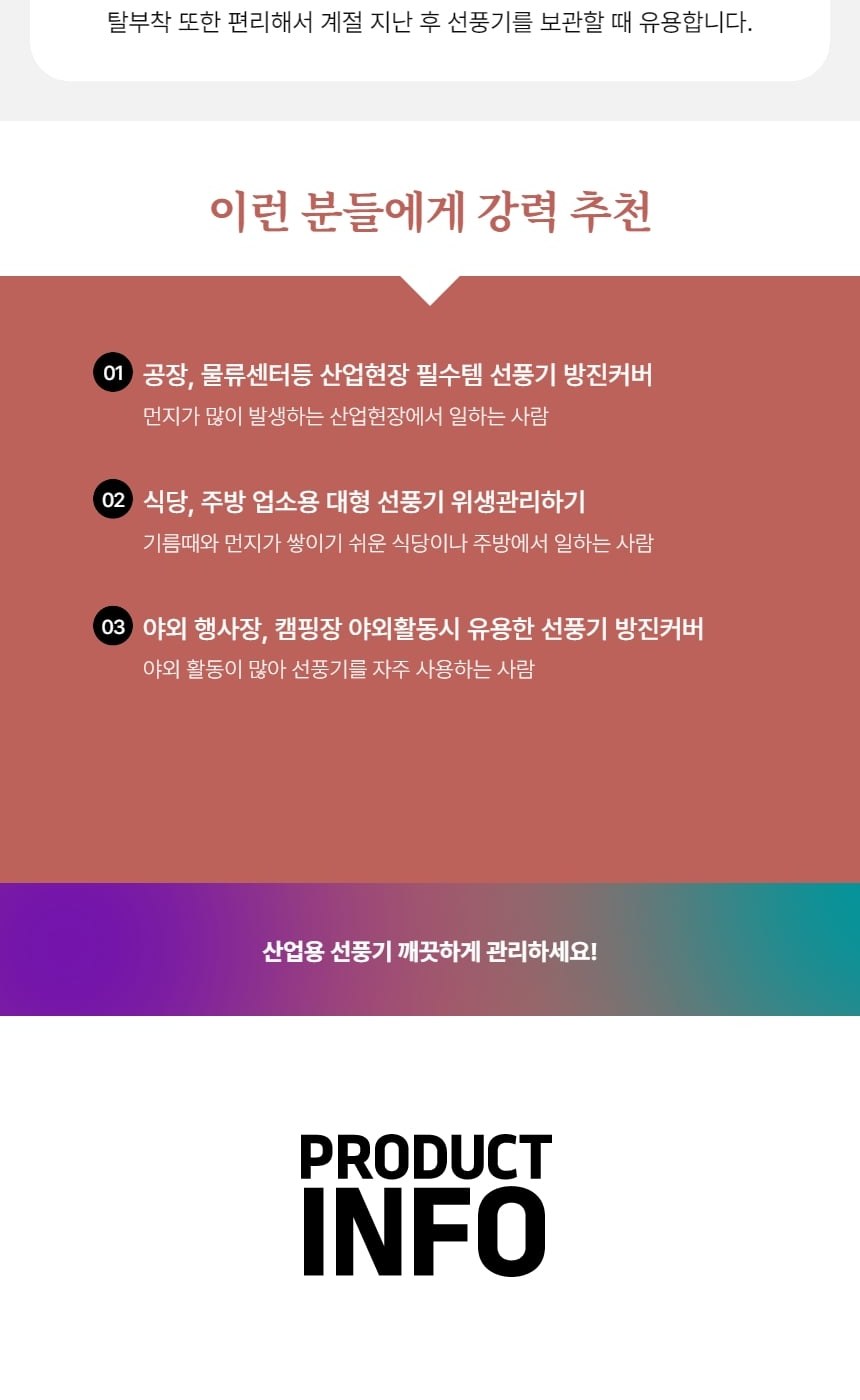 탈부착 또한 편리해서 계절 지난 후 선풍기를 보관할 때 유용합니다.
이런 분들에게 강력 추천
01 공장, 물류센터등 산업현장 필수템 선풍기 방진커버
먼지가 많이 발생하는 산업현장에서 일하는 사람
02 식당, 주방 업소용 대형 선풍기 위생관리하기
기름때와 먼지가 쌓이기 쉬운 식당이나 주방에서 일하는 사람
03 야외 행사장, 캠핑장 야외활동시 유용한 선풍기 방진커버
야외 활동이 많아 선풍기를 자주 사용하는 사람
산업용 선풍기 깨끗하게 관리하세요!
PRODUCT
INFO